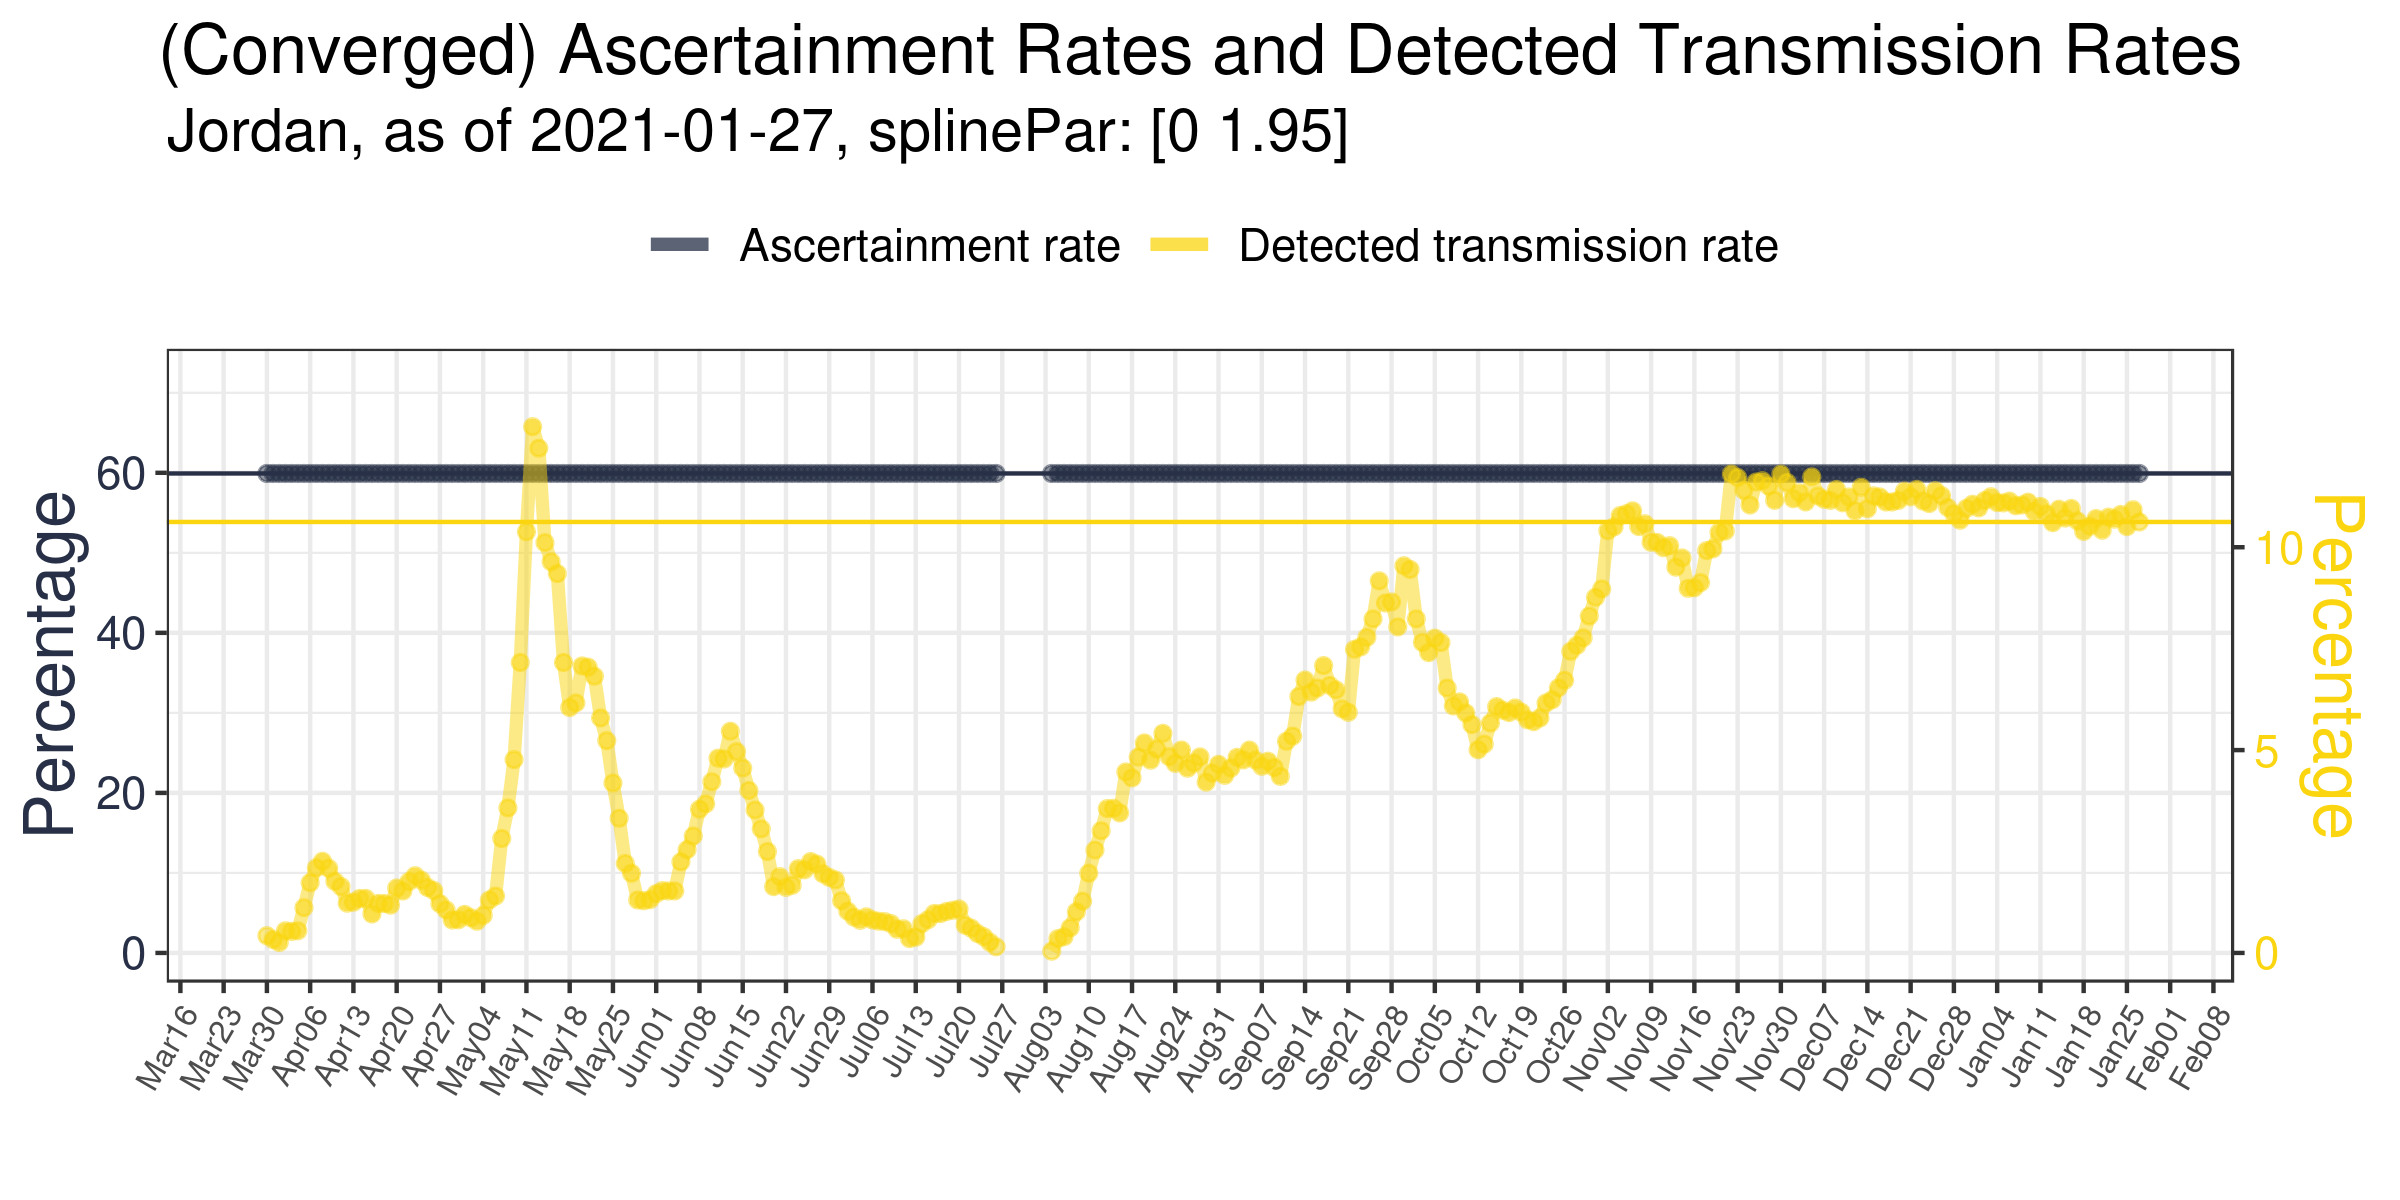 (Converged) Ascertainment Rates and Detected Transmission Rates
Jordan, as of 2021-01-27, splinePar: [0 1.95]
Ascertainment rate
Detected transmission rate
Percentage
60
40
20
0
10
5
0
Percentage
Mar16
Mar23
Mar30
Apr06
Apr13
Apr20
Apr27
May04
May11
May18
May25
Jun01
Jun08
Jun15
Jun22
Jun29
Jul06
Jul13
Jul20
Jul27
Aug03
Aug10
Aug17
Aug24
Aug31
Sep07
Sep14
Sep21
Sep28
Oct05
Oct12
Oct19
Oct26
Nov02
Nov09
Nov16
Nov23
Nov30
Dec07
Dec14
Dec21
Dec28
Jan04
Jan11
Jan18
Jan25
Feb01
Feb08